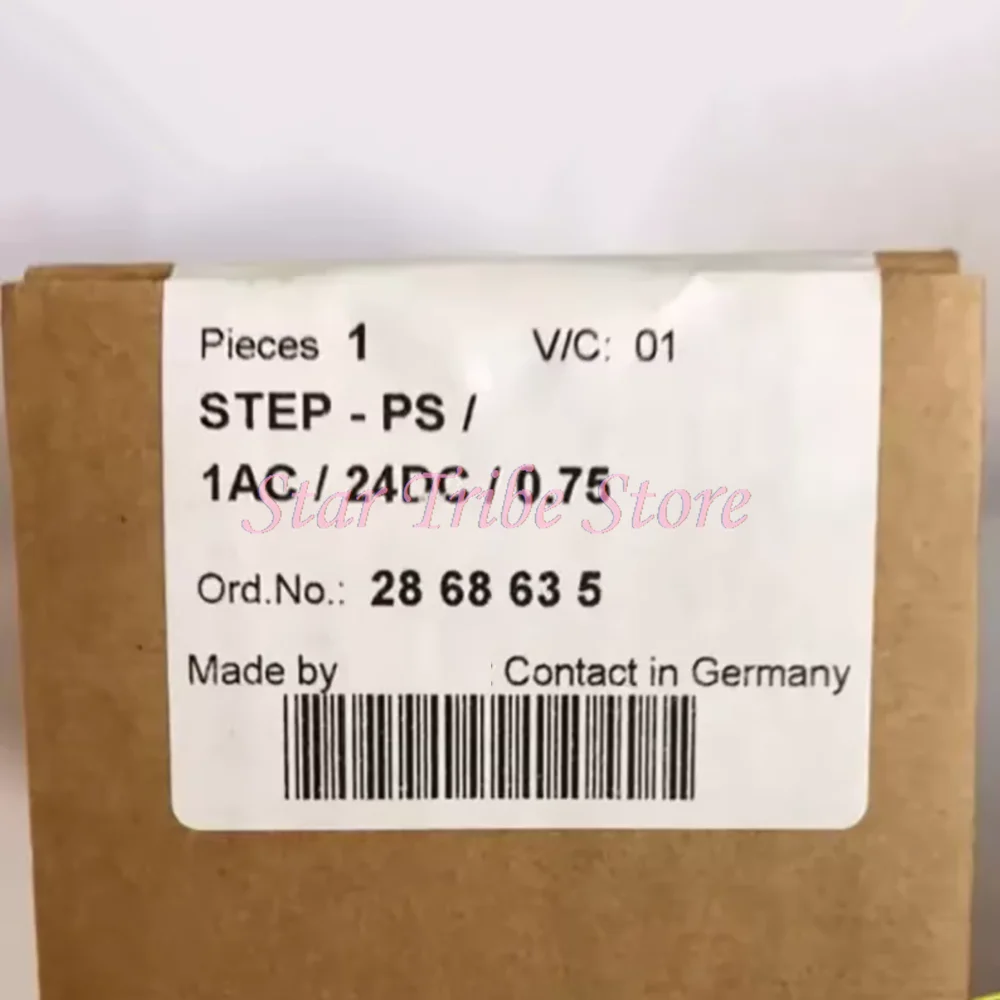 Pieces 1 V/C: 01
STEP - PS /
1AC / 24DC / 0.75
Star Tribe Store
Ord.No.: 28 68 63 5
Made by : Contact in Germany